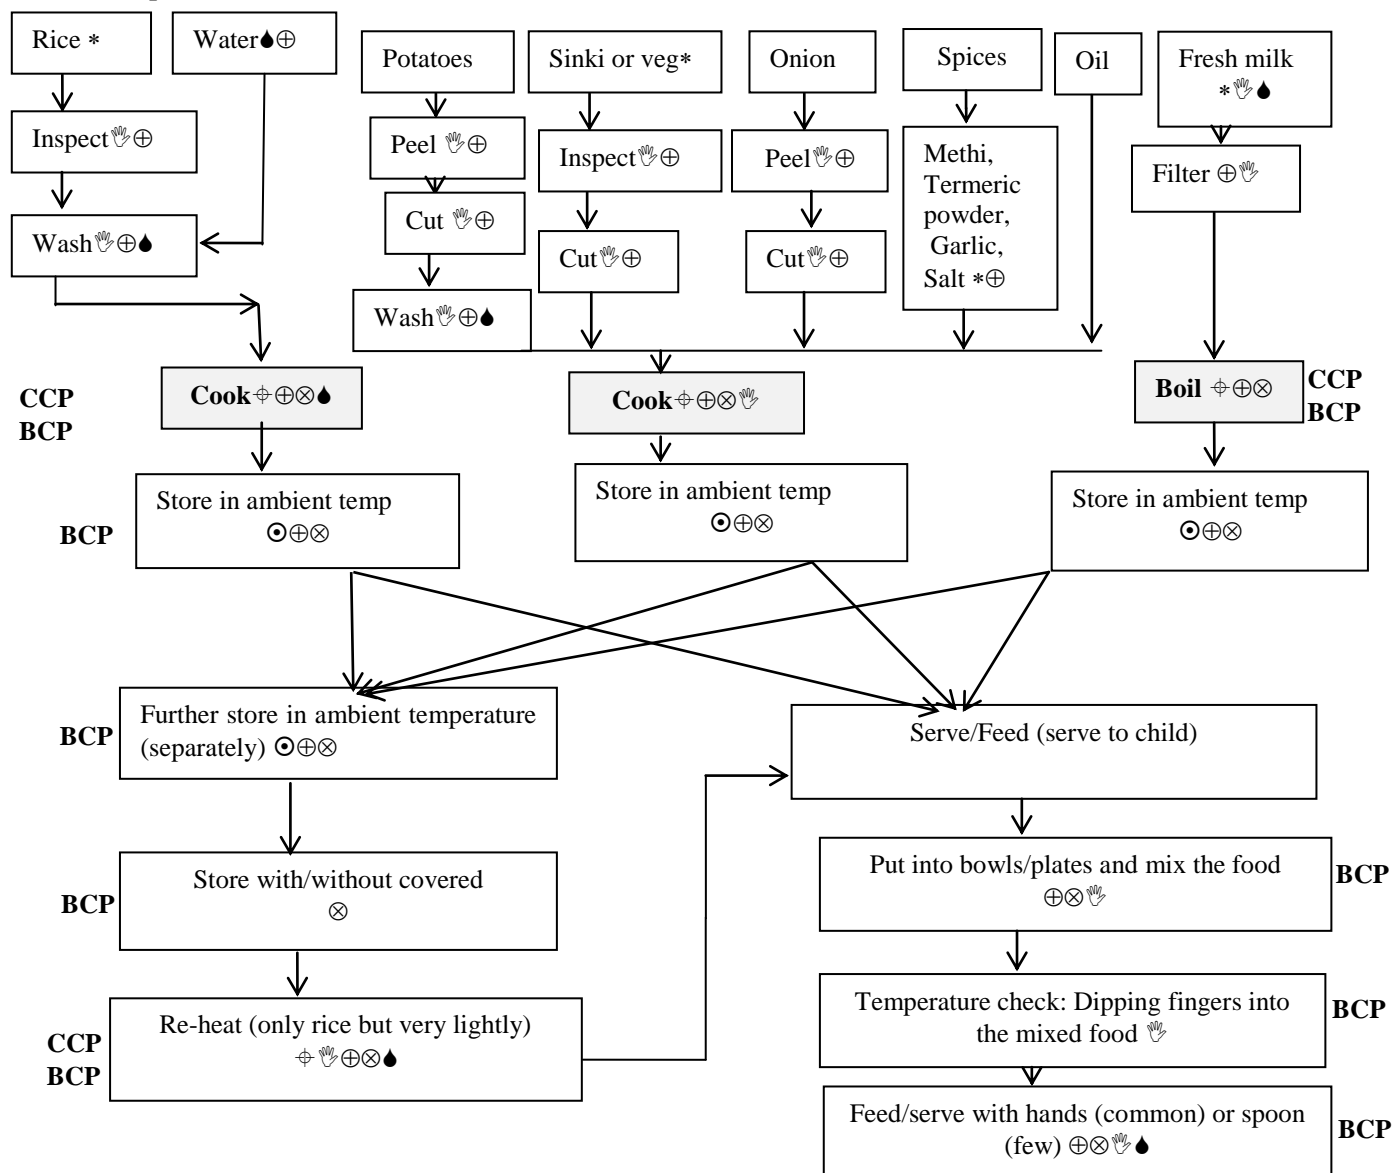 Rice *
Water💧⊕
Potatoes
Sinki or veg*
Onion
Spices
Oil
Fresh milk
*🖑💧
Inspect🖑⊕
Peel 🖑⊕
Inspect🖑⊕
Peel🖑⊕
Methi,
Termeric
powder,
Garlic,
Salt *⊕
Filter ⊕🖑
Wash🖑⊕💧
Cut 🖑⊕
Cut🖑⊕
Cut🖑⊕
Wash🖑⊕💧
CCP
BCP
Cook⌖⊕⊗💧
Cook⌖⊕⊗🖑
Boil ⌖⊕⊗
CCP
BCP
BCP
Store in ambient temp
⊙⊕⊗
Store in ambient temp
⊙⊕⊗
Store in ambient temp
⊙⊕⊗
BCP
Further store in ambient temperature
(separately) ⊙⊕⊗
Serve/Feed (serve to child)
BCP
Store with/without covered
⊗
Put into bowls/plates and mix the food
⊕⊗🖑
BCP
CCP
BCP
Re-heat (only rice but very lightly)
⌖🖑⊕⊗💧
Temperature check: Dipping fingers into
the mixed food 🖑
BCP
Feed/serve with hands (common) or spoon
(few) ⊕⊗🖑💧
BCP